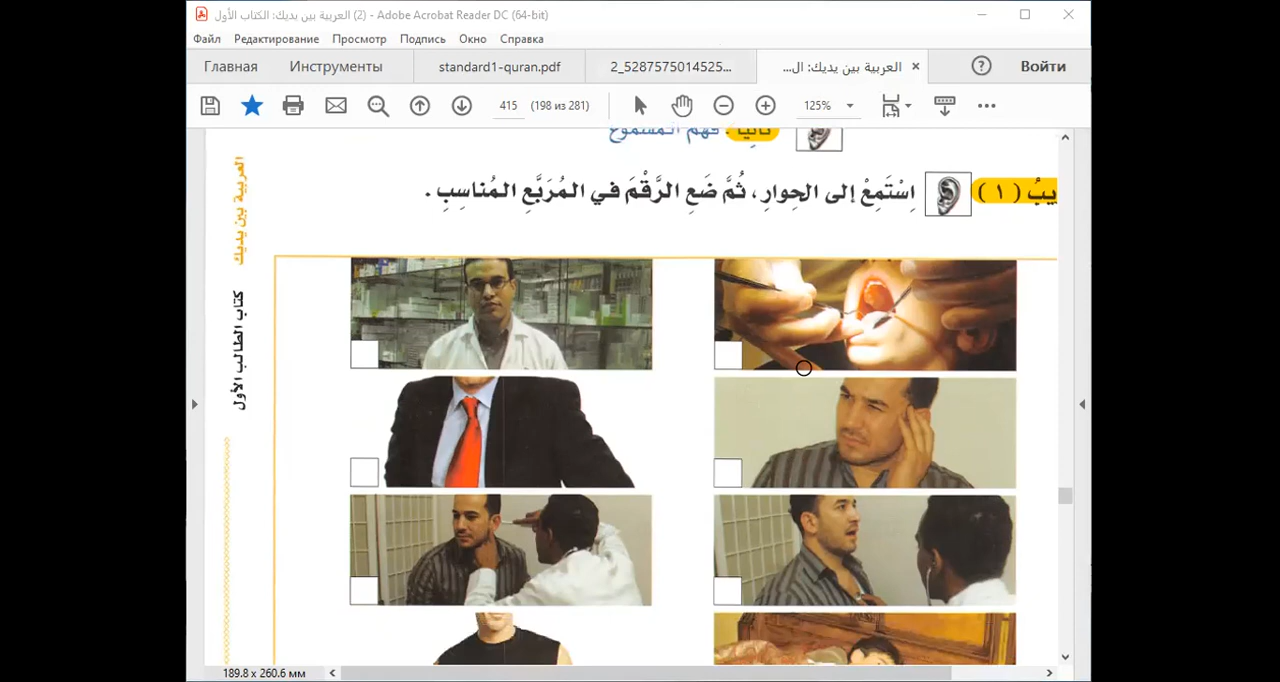 العربية بين يديك: الكتاب الأول (2) - Adobe Acrobat Reader DC (64-bit)
Файл Редактирование Просмотр Подпись Окно Справка
Главная Инструменты standard1-quran.pdf 2_5287575014525... العربية بين يديك: ال...  Войти
415 (198 из 281) 125%
ثانياً : فهم المسموع
يبُ ( ١ ) اِسْتَمِعْ إلى الحِوارِ ، ثُمَّ ضَعِ الرَّقْمَ في المُرَبَّعِ المُناسِبِ .
العربية بين يديك
كتاب الطالب الأول
189.8 x 260.6 мм